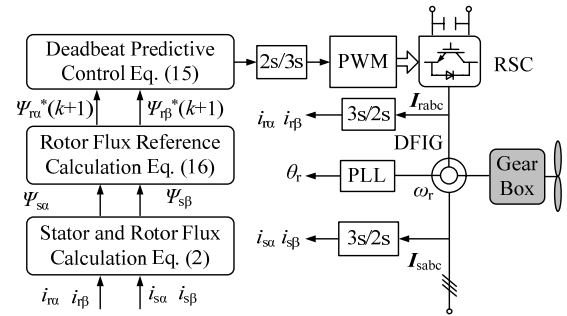 Deadbeat Predictive
Control Eq. (15)
2s/3s
PWM
RSC
Ψrα*(k+1) Ψrβ*(k+1)
irα irβ
3s/2s
Irabc
DFIG
Rotor Flux Reference
Calculation Eq. (16)
θr
PLL
ωr
Gear
Box
Ψsα Ψsβ
Stator and Rotor Flux
Calculation Eq. (2)
isα isβ
3s/2s
Isabc
irα irβ isα isβ